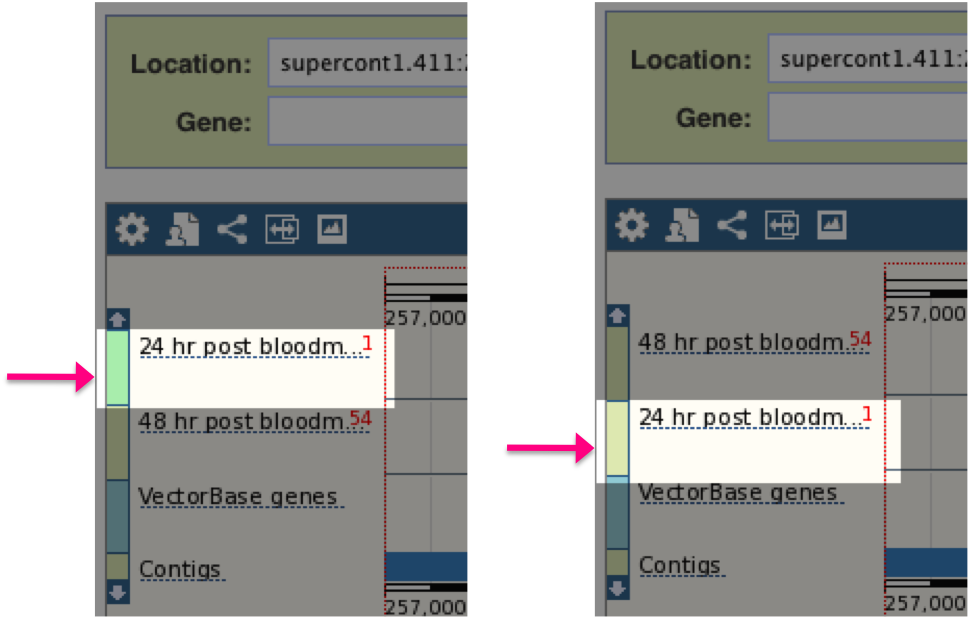 Location: supercont1.411:
Gene:
257,000
24 hr post bloodm...1
48 hr post bloodm.54
VectorBase genes
Contigs
257,000
Location: supercont1.411:
Gene:
257,000
48 hr post bloodm.54
24 hr post bloodm...1
VectorBase genes
Contigs
257,000